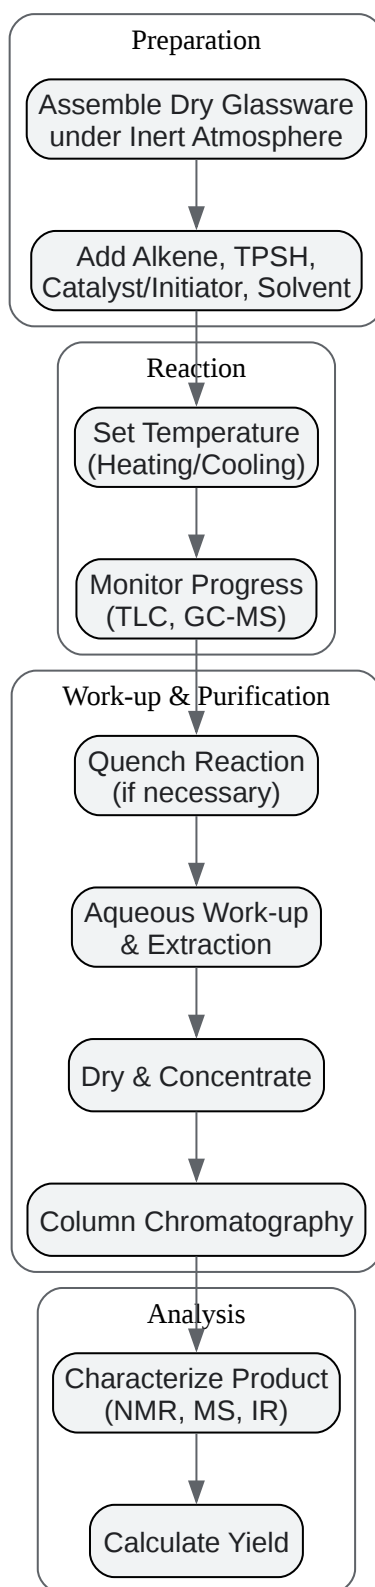 Preparation
Assemble Dry Glassware
under Inert Atmosphere
Add Alkene, TPSH,
Catalyst/Initiator, Solvent
Reaction
Set Temperature
(Heating/Cooling)
Monitor Progress
(TLC, GC-MS)
Work-up & Purification
Quench Reaction
(if necessary)
Aqueous Work-up
& Extraction
Dry & Concentrate
Column Chromatography
Analysis
Characterize Product
(NMR, MS, IR)
Calculate Yield